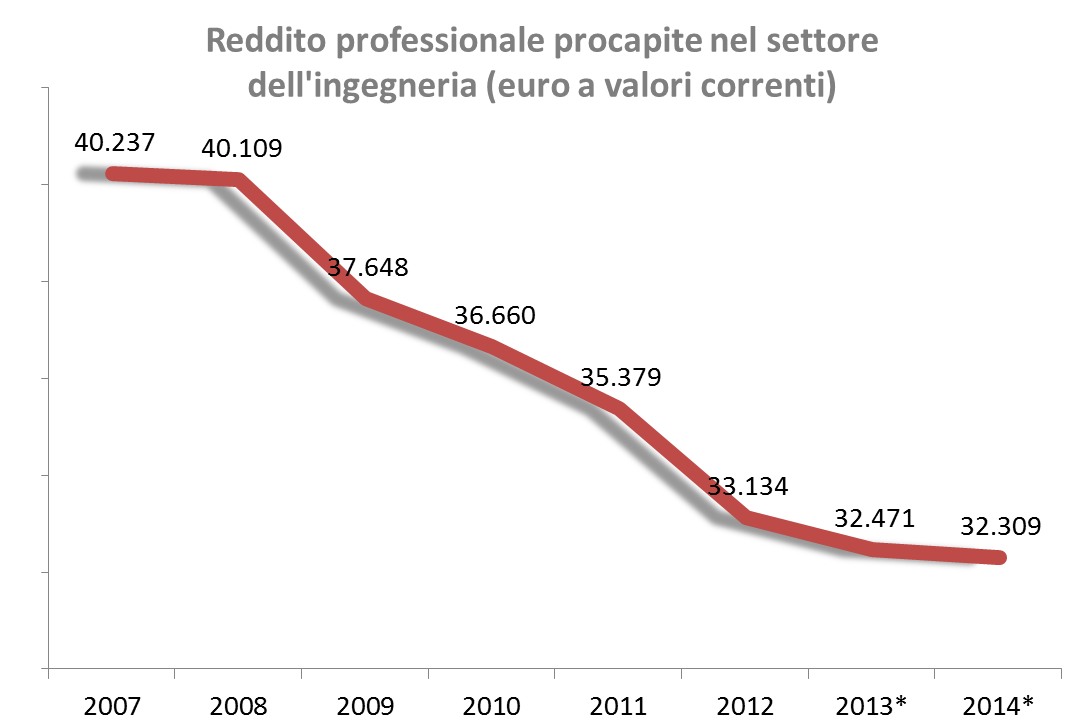 Reddito professionale procapite nel settore
dell'ingegneria (euro a valori correnti)
40.237
40.109
37.648
36.660
35.379
33.134
32.471
32.309
2007 2008 2009 2010 2011 2012 2013* 2014*